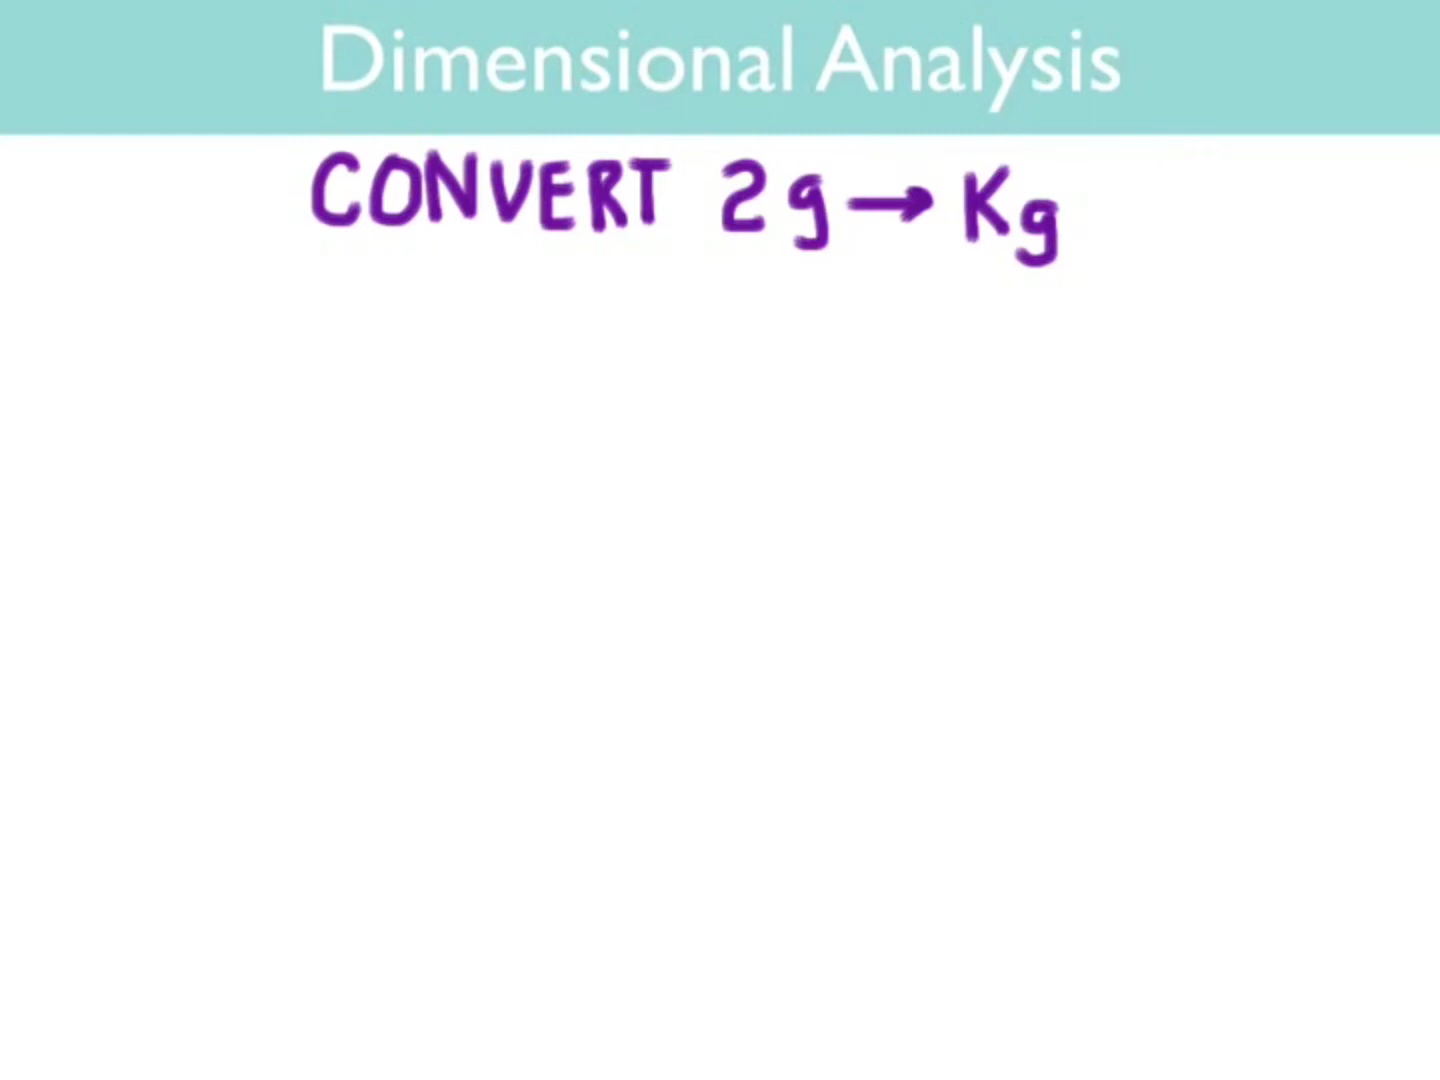 Dimensional Analysis
CONVERT 2g → Kg